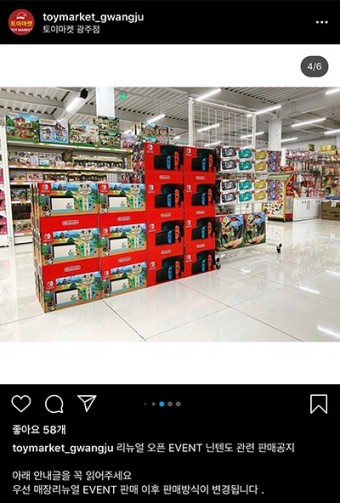 토이마켓
TOY MARKET
toymarket_gwangju
토이마켓 광주점
4/6
좋아요 58개
toymarket_gwangju 리뉴얼 오픈 EVENT 닌텐도 관련 판매공지
아래 안내글을 꼭 읽어주세요
우선 매장리뉴얼 EVENT 판매 이후 판매방식이 변경됩니다 .